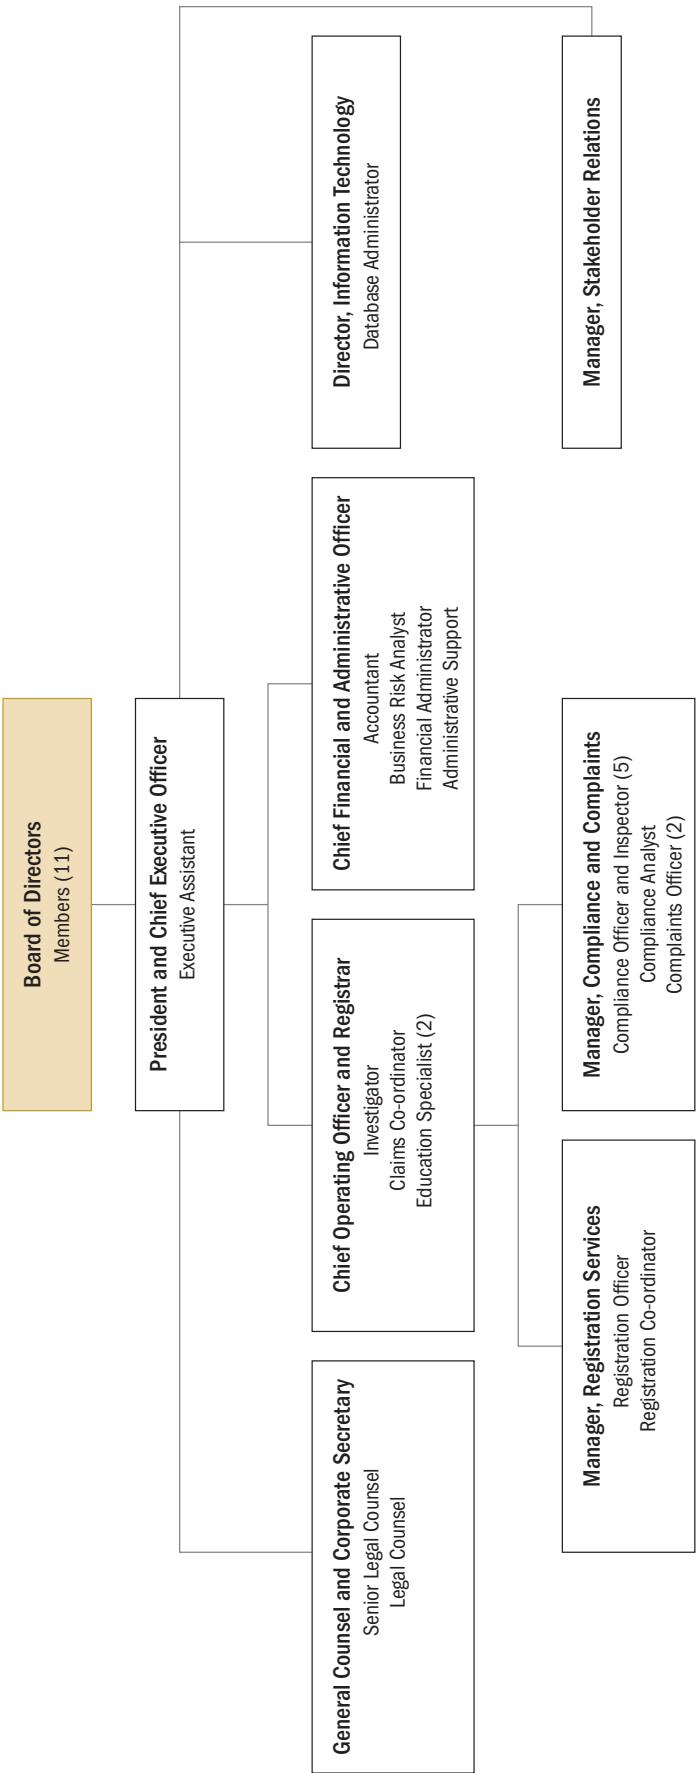 Board of Directors
Members (11)
President and Chief Executive Officer
Executive Assistant
General Counsel and Corporate Secretary
Senior Legal Counsel
Legal Counsel
Chief Operating Officer and Registrar
Investigator
Claims Co-ordinator
Education Specialist (2)
Chief Financial and Administrative Officer
Accountant
Business Risk Analyst
Financial Administrator
Administrative Support
Director, Information Technology
Database Administrator
Manager, Registration Services
Registration Officer
Registration Co-ordinator
Manager, Compliance and Complaints
Compliance Officer and Inspector (5)
Compliance Analyst
Complaints Officer (2)
Manager, Stakeholder Relations